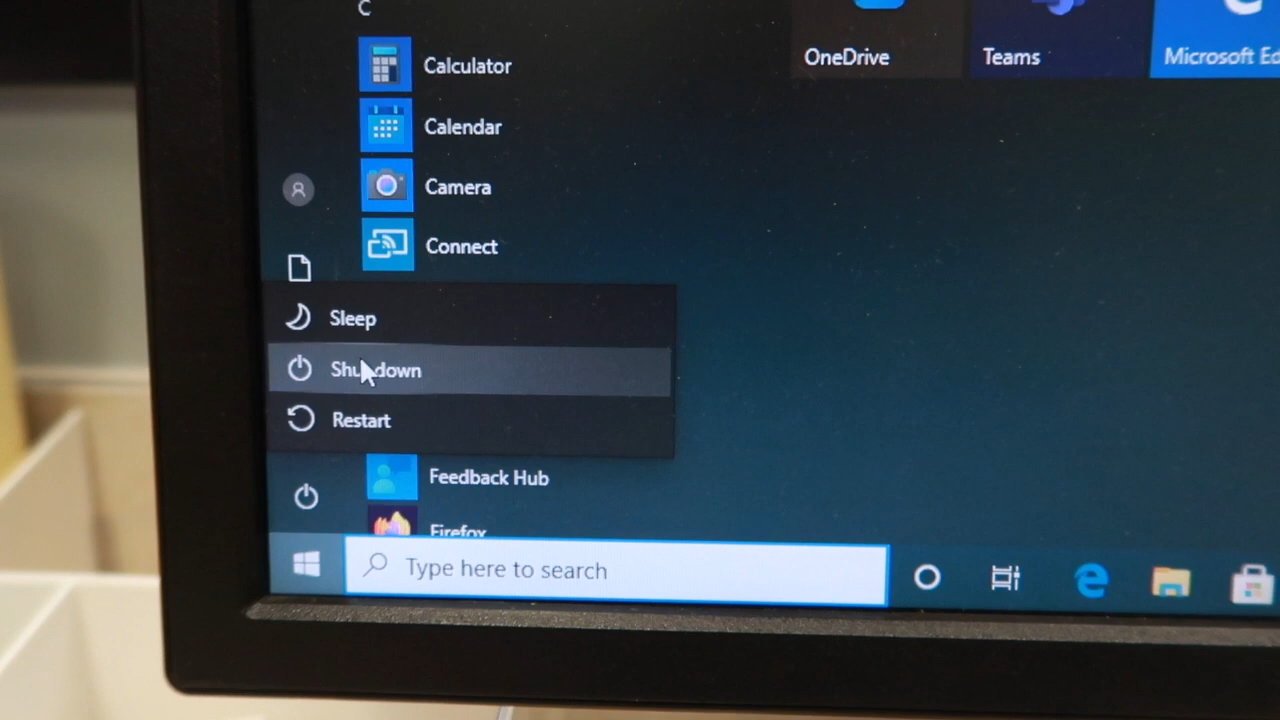 C
Calculator
Calendar
Camera
Connect
Sleep
Shut down
Restart
Feedback Hub
Firefox
Type here to search
OneDrive
Teams
Microsoft Ed